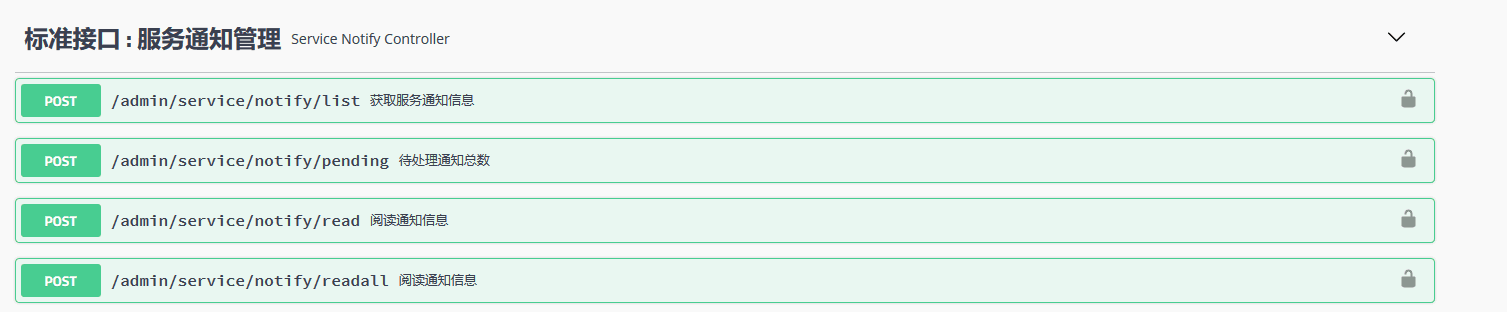 标准接口 : 服务通知管理 Service Notify Controller
POST /admin/service/notify/list 获取服务通知信息
POST /admin/service/notify/pending 待处理通知总数
POST /admin/service/notify/read 阅读通知信息
POST /admin/service/notify/readall 阅读通知信息